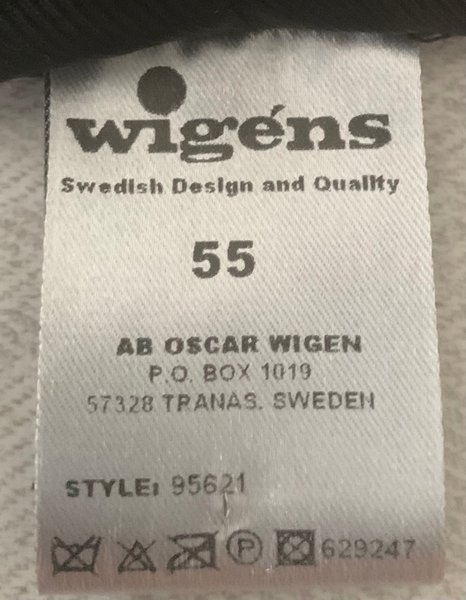 wigéns
Swedish Design and Quality
55
AB OSCAR WIGEN
P.O. BOX 1019
57328 TRANAS. SWEDEN
STYLE: 95621
P 629247